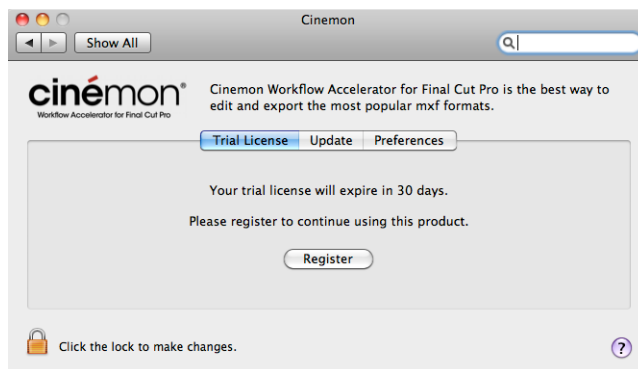 Cinemon
Show All
cinémon®
Workflow Accelerator for Final Cut Pro
Cinemon Workflow Accelerator for Final Cut Pro is the best way to
edit and export the most popular mxf formats.
Trial License Update Preferences
Your trial license will expire in 30 days.
Please register to continue using this product.
Register
Click the lock to make changes.
?